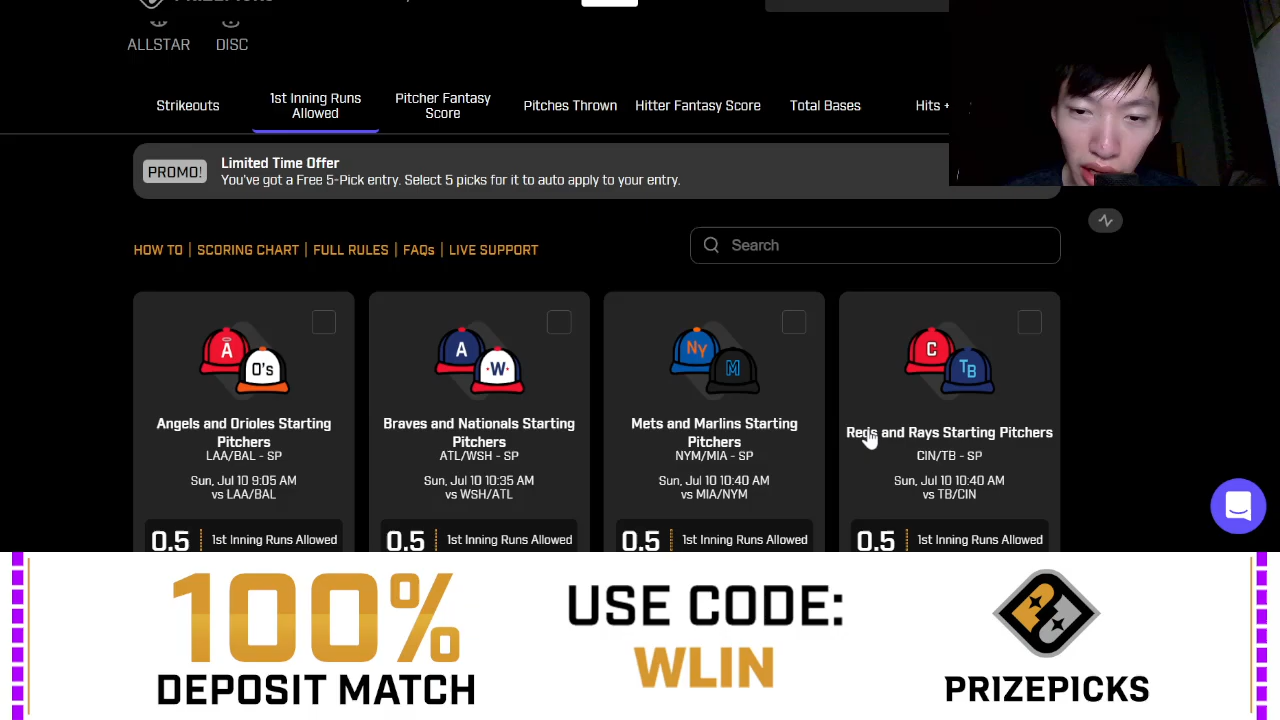 ALLSTAR DISC
Strikeouts
1st Inning Runs
Allowed
Pitcher Fantasy
Score
Pitches Thrown
Hitter Fantasy Score
Total Bases
Hits +
PROMO!
Limited Time Offer
You've got a Free 5-Pick entry. Select 5 picks for it to auto apply to your entry.
HOW TO | SCORING CHART | FULL RULES | FAQs | LIVE SUPPORT
Search
A
O's
Angels and Orioles Starting
Pitchers
LAA/BAL - SP
Sun, Jul 10 9:05 AM
vs LAA/BAL
0.5 1st Inning Runs Allowed
A
W
Braves and Nationals Starting
Pitchers
ATL/WSH - SP
Sun, Jul 10 10:35 AM
vs WSH/ATL
0.5 1st Inning Runs Allowed
NY
M
Mets and Marlins Starting
Pitchers
NYM/MIA - SP
Sun, Jul 10 10:40 AM
vs MIA/NYM
0.5 1st Inning Runs Allowed
C
TB
Reds and Rays Starting Pitchers
CIN/TB - SP
Sun, Jul 10 10:40 AM
vs TB/CIN
0.5 1st Inning Runs Allowed
100%
DEPOSIT MATCH
USE CODE:
WLIN
PRIZEPICKS